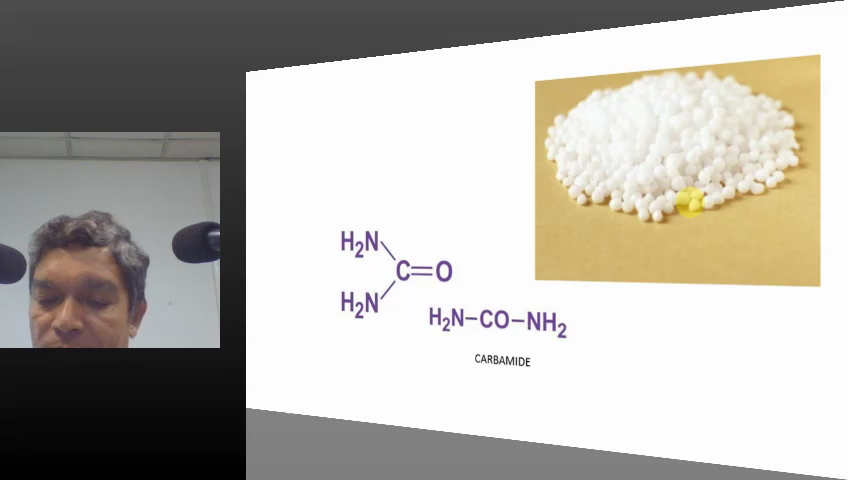 H₂N
C=O
H₂N
H₂N–CO–NH₂
CARBAMIDE